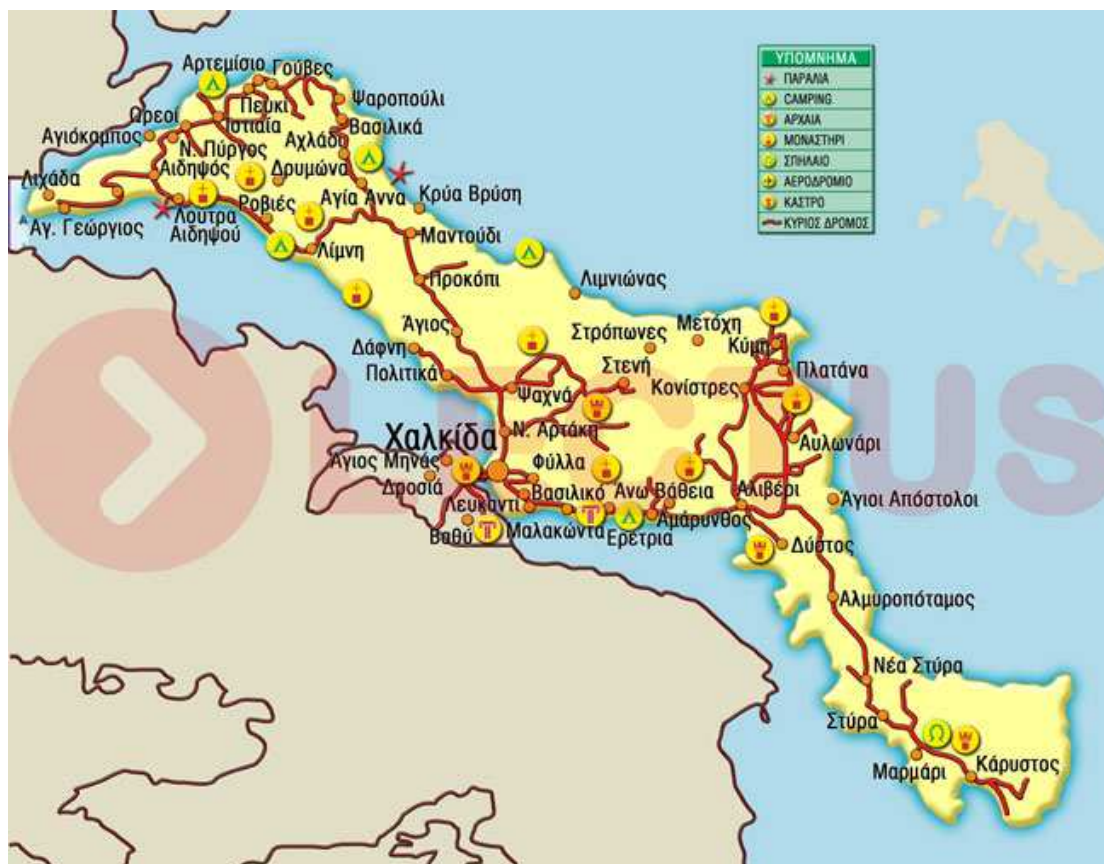 ΥΠΟΜΝΗΜΑ
ΠΑΡΑΛΙΑ
CAMPING
ΑΡΧΑΙΑ
ΜΟΝΑΣΤΗΡΙ
ΣΠΗΛΑΙΟ
ΑΕΡΟΔΡΟΜΙΟ
ΚΑΣΤΡΟ
ΚΥΡΙΟΣ ΔΡΟΜΟΣ
Αρτεμίσιο
Γούβες
Πευκί
Ψαροπούλι
Ωρεοί
Ιστιαία
Βασιλικά
Αγιόκαμπος
Αχλάδι
Ν. Πύργος
Αιδηψός
Δρυμώνα
Λιχάδα
Αγία Άννα
Κρύα Βρύση
Αγ. Γεώργιος
Λουτρά
Αιδηψού
Ροβιές
Λίμνη
Μαντούδι
Προκόπι
Λιμνιώνας
Άγιος
Στρόπωνες
Μετόχη
Κύμη
Δάφνη
Πολιτικά
Στενή
Πλατάνα
Ψαχνά
Κονίστρες
Ν. Αρτάκη
Χαλκίδα
Αυλωνάρι
Άγιος Μηνάς
Φύλλα
Δροσιά
Βασιλικό
Άνω Βάθεια
Αλιβέρι
Άγιοι Απόστολοι
Λευκαντί
Βαθύ
Μαλακώντα
Ερέτρια
Αμάρυνθος
Δύστος
Αλμυροπόταμος
Νέα Στύρα
Στύρα
Μαρμάρι
Κάρυστος